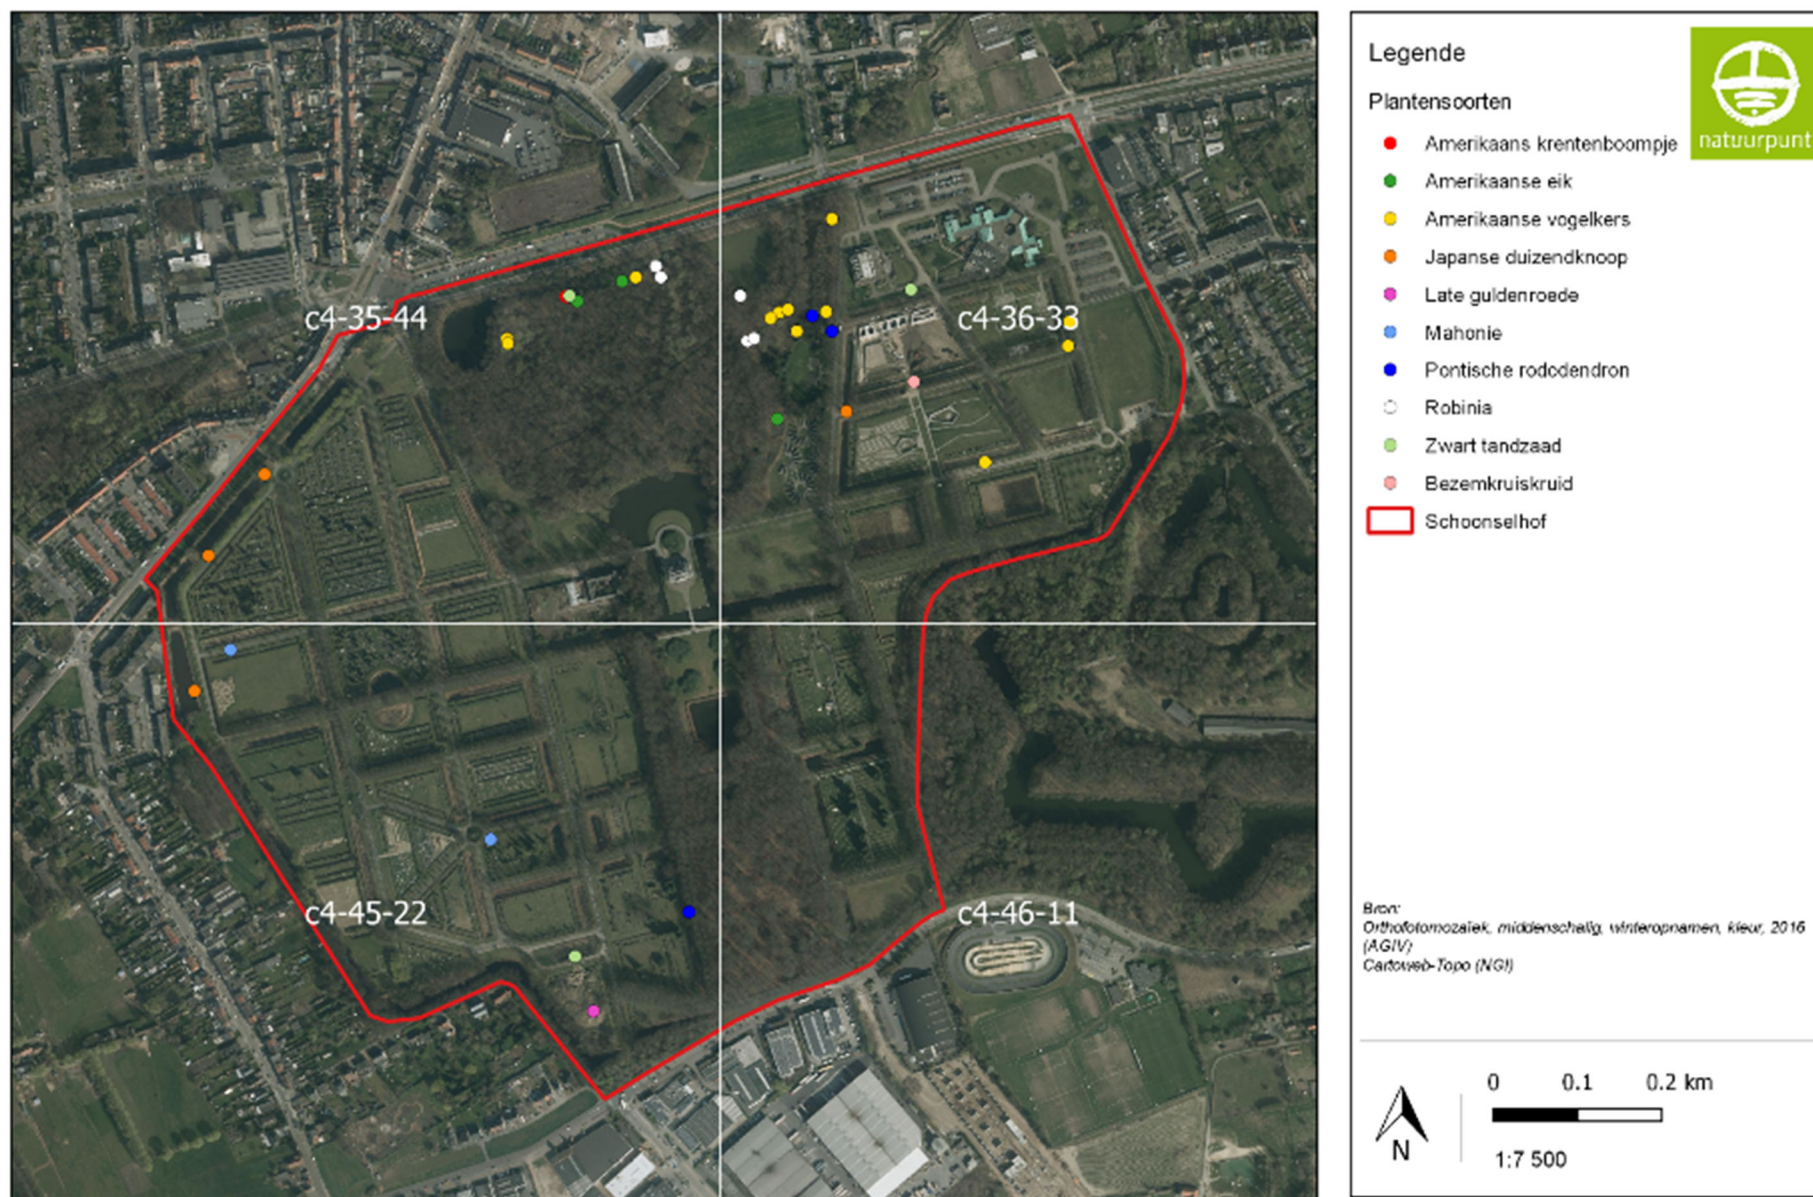 c4-35-44
c4-36-33
c4-45-22
c4-46-11
Legende
natuurpunt
Plantensoorten
Amerikaans krentenboompje
Amerikaanse eik
Amerikaanse vogelkers
Japanse duizendknoop
Late guldenroede
Mahonie
Pontische rododendron
Robinia
Zwart tandzaad
Bezemkruiskruid
Schoonselhof
Bron:
Orthofotomozaïek, middenschalig, winteropnamen, kleur, 2016
(AGIV)
Cartoweb-Topo (NGI)
0 0.1 0.2 km
N
1:7 500